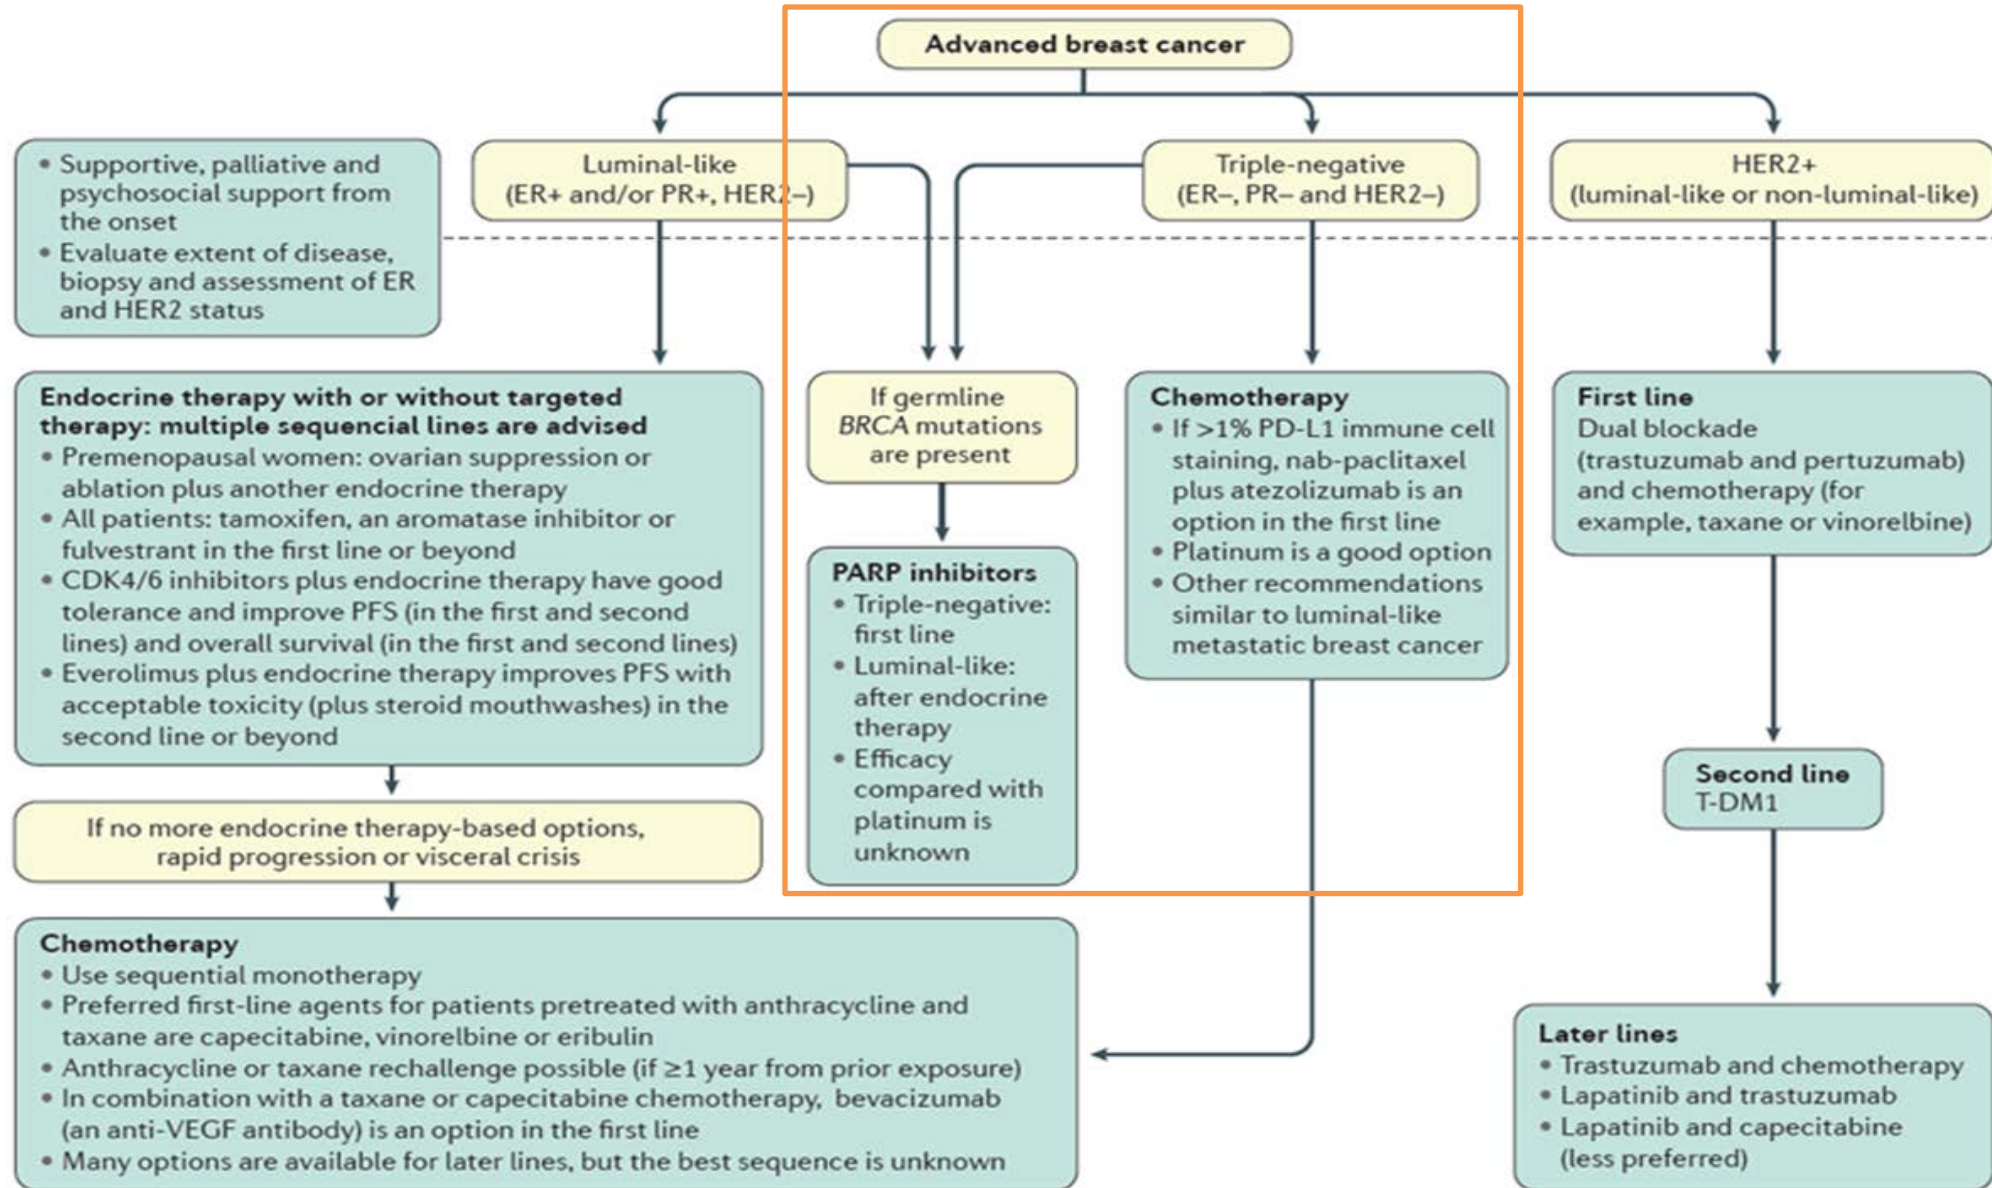 Advanced breast cancer
• Supportive, palliative and
psychosocial support from
the onset
• Evaluate extent of disease,
biopsy and assessment of ER
and HER2 status
Luminal-like
(ER+ and/or PR+, HER2–)
Triple-negative
(ER–, PR– and HER2–)
HER2+
(luminal-like or non-luminal-like)
Endocrine therapy with or without targeted
therapy: multiple sequencial lines are advised
• Premenopausal women: ovarian suppression or
ablation plus another endocrine therapy
• All patients: tamoxifen, an aromatase inhibitor or
fulvestrant in the first line or beyond
• CDK4/6 inhibitors plus endocrine therapy have good
tolerance and improve PFS (in the first and second
lines) and overall survival (in the first and second lines)
• Everolimus plus endocrine therapy improves PFS with
acceptable toxicity (plus steroid mouthwashes) in the
second line or beyond
If germline
BRCA mutations
are present
PARP inhibitors
• Triple-negative:
first line
• Luminal-like:
after endocrine
therapy
• Efficacy
compared with
platinum is
unknown
Chemotherapy
• If >1% PD-L1 immune cell
staining, nab-paclitaxel
plus atezolizumab is an
option in the first line
• Platinum is a good option
• Other recommendations
similar to luminal-like
metastatic breast cancer
First line
Dual blockade
(trastuzumab and pertuzumab)
and chemotherapy (for
example, taxane or vinorelbine)
Second line
T-DM1
If no more endocrine therapy-based options,
rapid progression or visceral crisis
Chemotherapy
• Use sequential monotherapy
• Preferred first-line agents for patients pretreated with anthracycline and
taxane are capecitabine, vinorelbine or eribulin
• Anthracycline or taxane rechallenge possible (if ≥1 year from prior exposure)
• In combination with a taxane or capecitabine chemotherapy, bevacizumab
(an anti-VEGF antibody) is an option in the first line
• Many options are available for later lines, but the best sequence is unknown
Later lines
• Trastuzumab and chemotherapy
• Lapatinib and trastuzumab
• Lapatinib and capecitabine
(less preferred)